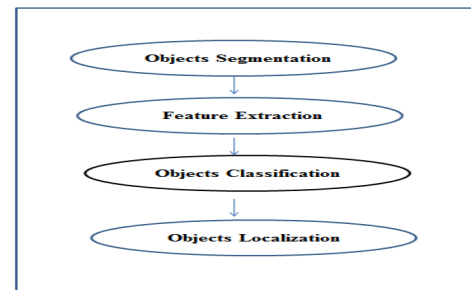 Objects Segmentation
Feature Extraction
Objects Classification
Objects Localization